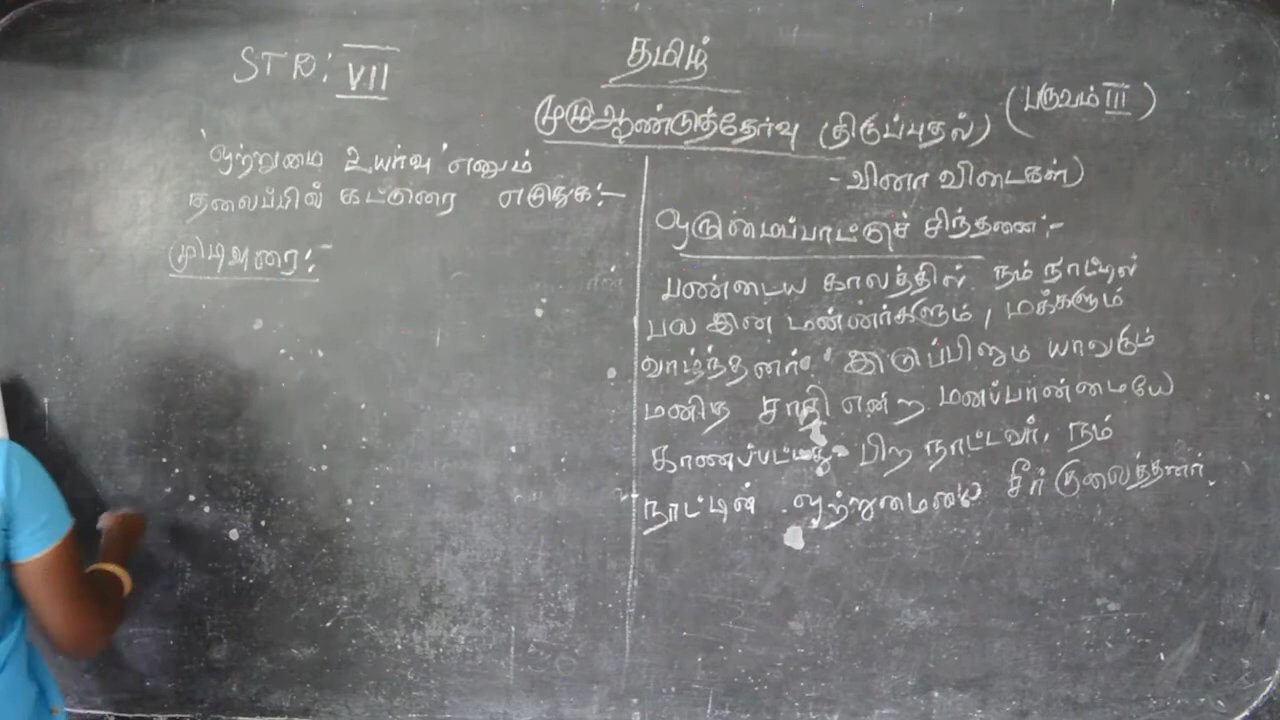 STD: VII
தமிழ்
முழுஆண்டுத்தேர்வு (திருப்புதல்) (பருவம் III)
- வினா விடைகள்)
'ஒற்றுமை உயர்வு' எனும்
தலைப்பில் கட்டுரை எழுதுக:-
முடிவுரை:-
ஒருமைப்பாட்டுச் சிந்தனை:-
பண்டைய காலத்தில் நம் நாட்டில்
பல இன மன்னர்களும், மக்களும்
வாழ்ந்தனர். இருப்பினும் யாவரும்
மனித சாதி என்ற மனப்பான்மையே
காணப்பட்டது. பிற நாட்டவர், நம்
நாட்டின் ஒற்றுமையை சீர் குலைத்தனர்.